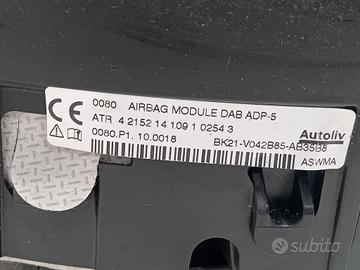 CE 0080 AIRBAG MODULE DAB ADP-5
ATR 4 2152 14 109 1 0254 3
0080.P1. 10.0018
Autoliv
BK21-V042B85-AB35B8
ASWMA
subito